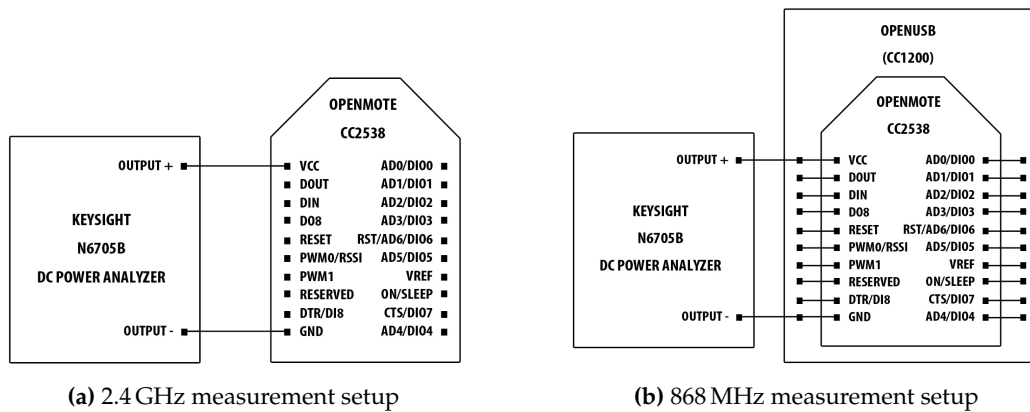 OPENMOTE
CC2538
OUTPUT +
KEYSIGHT
N6705B
DC POWER ANALYZER
OUTPUT -
VCC AD0/DIO0
DOUT AD1/DIO1
DIN AD2/DIO2
DO8 AD3/DIO3
RESET RST/AD6/DIO6
PWM0/RSSI AD5/DIO5
PWM1 VREF
RESERVED ON/SLEEP
DTR/DI8 CTS/DIO7
GND AD4/DIO4
(a) 2.4 GHz measurement setup
OPENUSB
(CC1200)
OPENMOTE
CC2538
OUTPUT +
KEYSIGHT
N6705B
DC POWER ANALYZER
OUTPUT -
VCC AD0/DIO0
DOUT AD1/DIO1
DIN AD2/DIO2
DO8 AD3/DIO3
RESET RST/AD6/DIO6
PWM0/RSSI AD5/DIO5
PWM1 VREF
RESERVED ON/SLEEP
DTR/DI8 CTS/DIO7
GND AD4/DIO4
(b) 868 MHz measurement setup